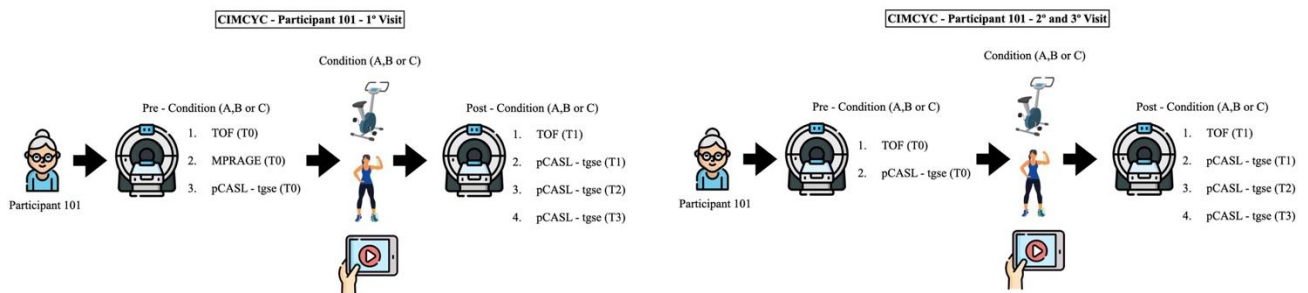 CIMCYC - Participant 101 - 1º Visit
Condition (A,B or C)
Pre - Condition (A,B or C)
1. TOF (T0)
2. MPRAGE (T0)
3. pCASL - tgse (T0)
Post - Condition (A,B or C)
1. TOF (T1)
2. pCASL - tgse (T1)
3. pCASL - tgse (T2)
4. pCASL - tgse (T3)
Participant 101
CIMCYC - Participant 101 - 2º and 3º Visit
Condition (A,B or C)
Pre - Condition (A,B or C)
1. TOF (T0)
2. pCASL - tgse (T0)
Post - Condition (A,B or C)
1. TOF (T1)
2. pCASL - tgse (T1)
3. pCASL - tgse (T2)
4. pCASL - tgse (T3)
Participant 101